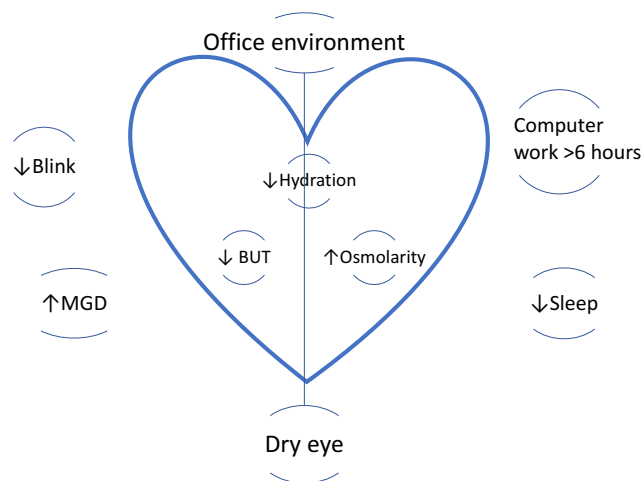 Office environment
Computer
work >6 hours
↓Blink
↓Hydration
↓ BUT
↑Osmolarity
↑MGD
↓Sleep
Dry eye